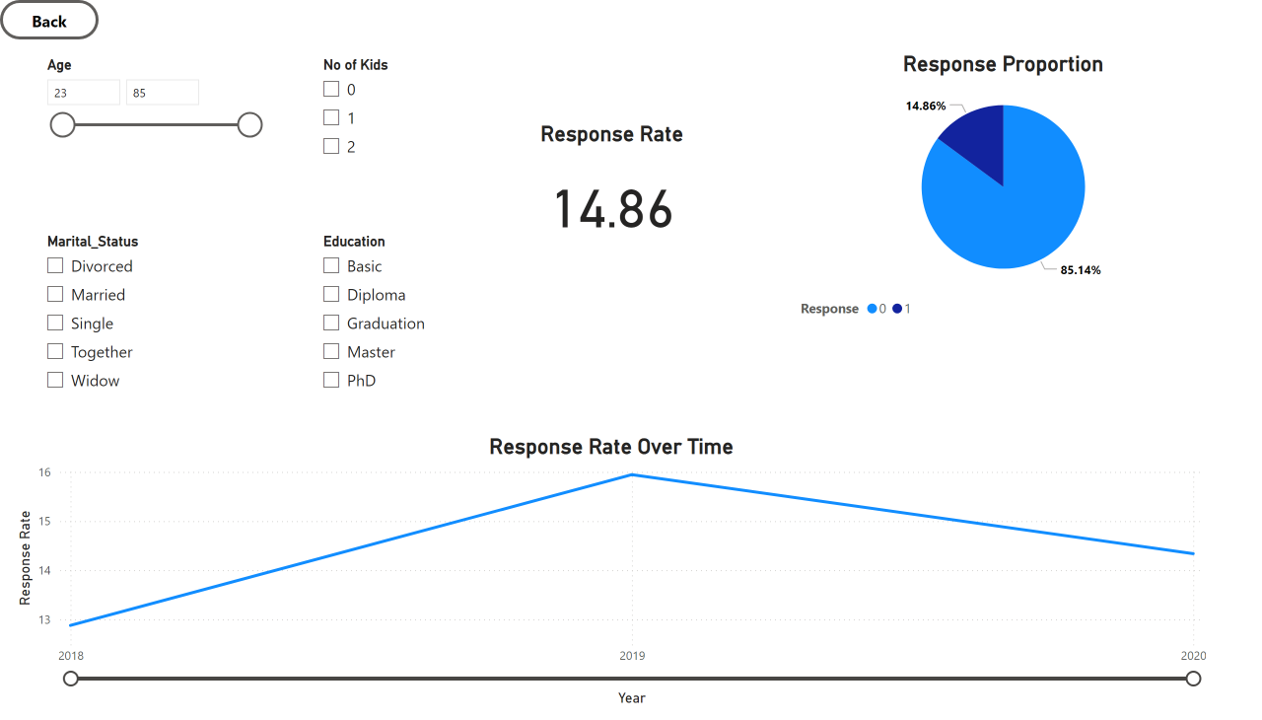 Back
Age
23 85
No of Kids
0
1
2
Response Rate
14.86
Response Proportion
14.86%
85.14%
Response 0 1
Marital_Status
Divorced
Married
Single
Together
Widow
Education
Basic
Diploma
Graduation
Master
PhD
Response Rate Over Time
Response Rate
16
15
14
13
2018 2019 2020
Year